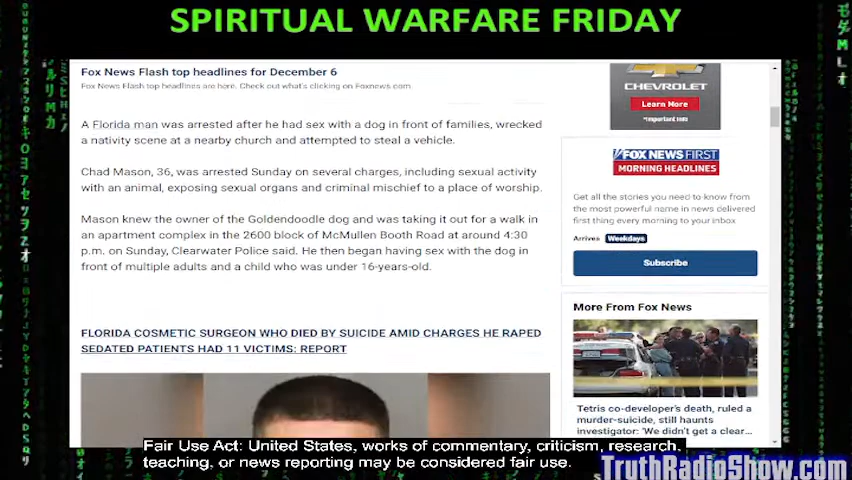 SPIRITUAL WARFARE FRIDAY
Fox News Flash top headlines for December 6
Fox News Flash top headlines are here. Check out what's clicking on Foxnews.com.
A Florida man was arrested after he had sex with a dog in front of families, wrecked
a nativity scene at a nearby church and attempted to steal a vehicle.
Chad Mason, 36, was arrested Sunday on several charges, including sexual activity
with an animal, exposing sexual organs and criminal mischief to a place of worship.
Mason knew the owner of the Goldendoodle dog and was taking it out for a walk in
an apartment complex in the 2600 block of McMullen Booth Road at around 4:30
p.m. on Sunday, Clearwater Police said. He then began having sex with the dog in
front of multiple adults and a child who was under 16-years-old.
FLORIDA COSMETIC SURGEON WHO DIED BY SUICIDE AMID CHARGES HE RAPED
SEDATED PATIENTS HAD 11 VICTIMS: REPORT
CHEVROLET
Learn More
*Important Info
FOX NEWS FIRST
MORNING HEADLINES
Get all the stories you need-to-know from
the most powerful name in news delivered
first thing every morning to your inbox
Arrives Weekdays
Subscribe
More From Fox News
Tetris co-developer's death, ruled a
murder-suicide, still haunts
investigator: 'We didn't get a clear...
Fair Use Act: United States, works of commentary, criticism, research,
teaching, or news reporting may be considered fair use.
TruthRadioShow.com